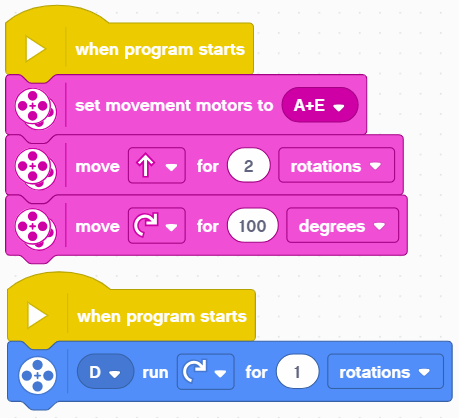 when program starts
set movement motors to A+E
move for 2 rotations
move for 100 degrees
when program starts
D run for 1 rotations